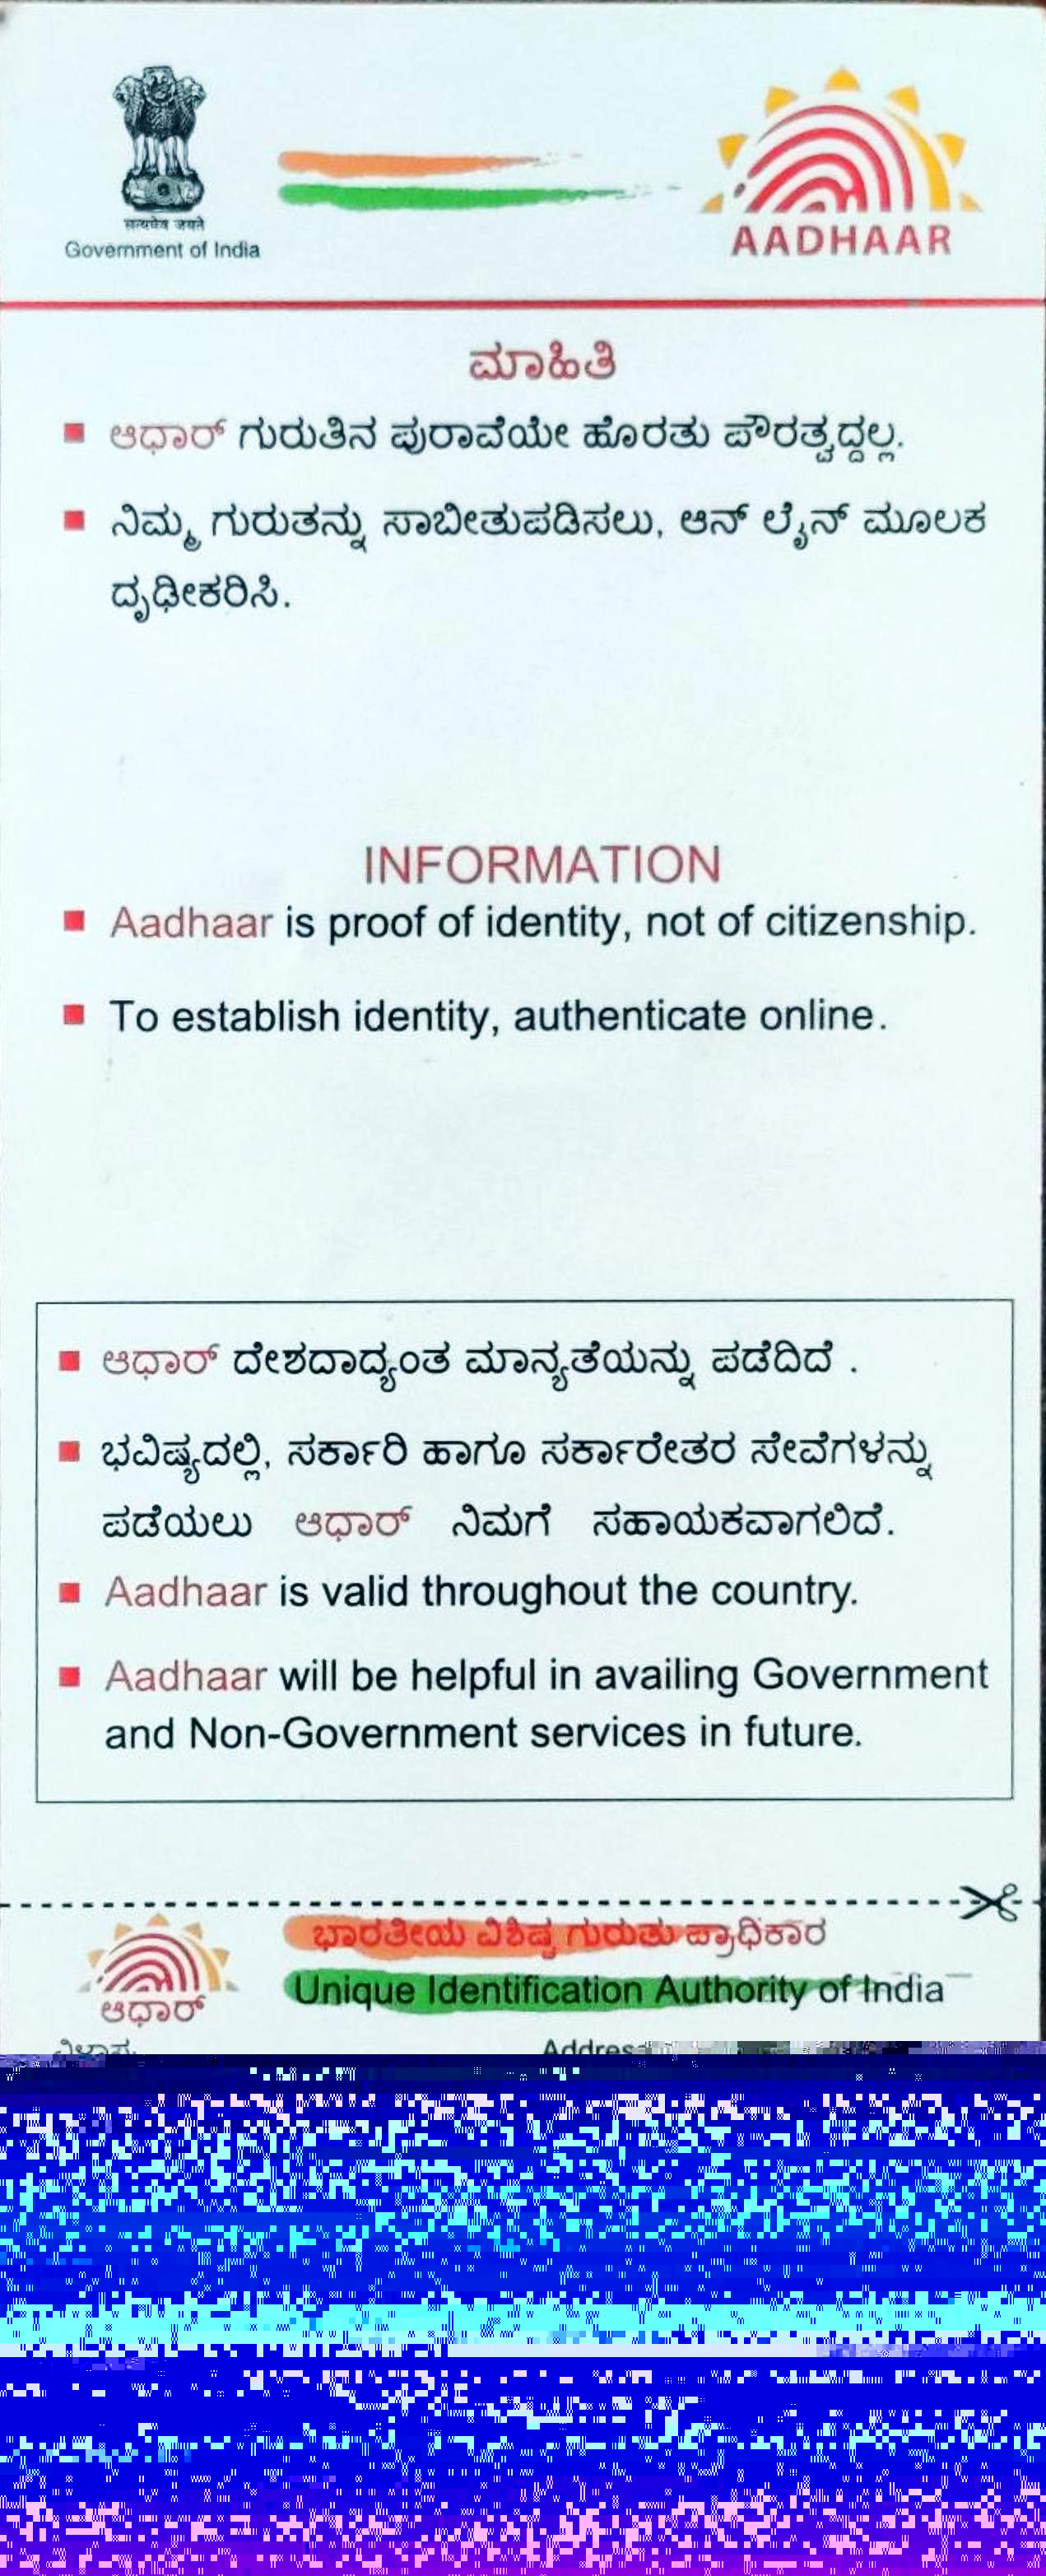 सत्यमेव जयते
Government of India
AADHAAR
ಮಾಹಿತಿ
ಆಧಾರ್ ಗುರುತಿನ ಪುರಾವೆಯೇ ಹೊರತು ಪೌರತ್ವದ್ದಲ್ಲ.
ನಿಮ್ಮ ಗುರುತನ್ನು ಸಾಬೀತುಪಡಿಸಲು, ಆನ್ ಲೈನ್ ಮೂಲಕ
ದೃಢೀಕರಿಸಿ.
INFORMATION
Aadhaar is proof of identity, not of citizenship.
To establish identity, authenticate online.
ಆಧಾರ್ ದೇಶದಾದ್ಯಂತ ಮಾನ್ಯತೆಯನ್ನು ಪಡೆದಿದೆ .
ಭವಿಷ್ಯದಲ್ಲಿ, ಸರ್ಕಾರಿ ಹಾಗೂ ಸರ್ಕಾರೇತರ ಸೇವೆಗಳನ್ನು
ಪಡೆಯಲು ಆಧಾರ್ ನಿಮಗೆ ಸಹಾಯಕವಾಗಲಿದೆ.
Aadhaar is valid throughout the country.
Aadhaar will be helpful in availing Government
and Non-Government services in future.
ಭಾರತೀಯ ವಿಶಿಷ್ಟ ಗುರುತು ಪ್ರಾಧಿಕಾರ
Unique Identification Authority of India
ಆಧಾರ್